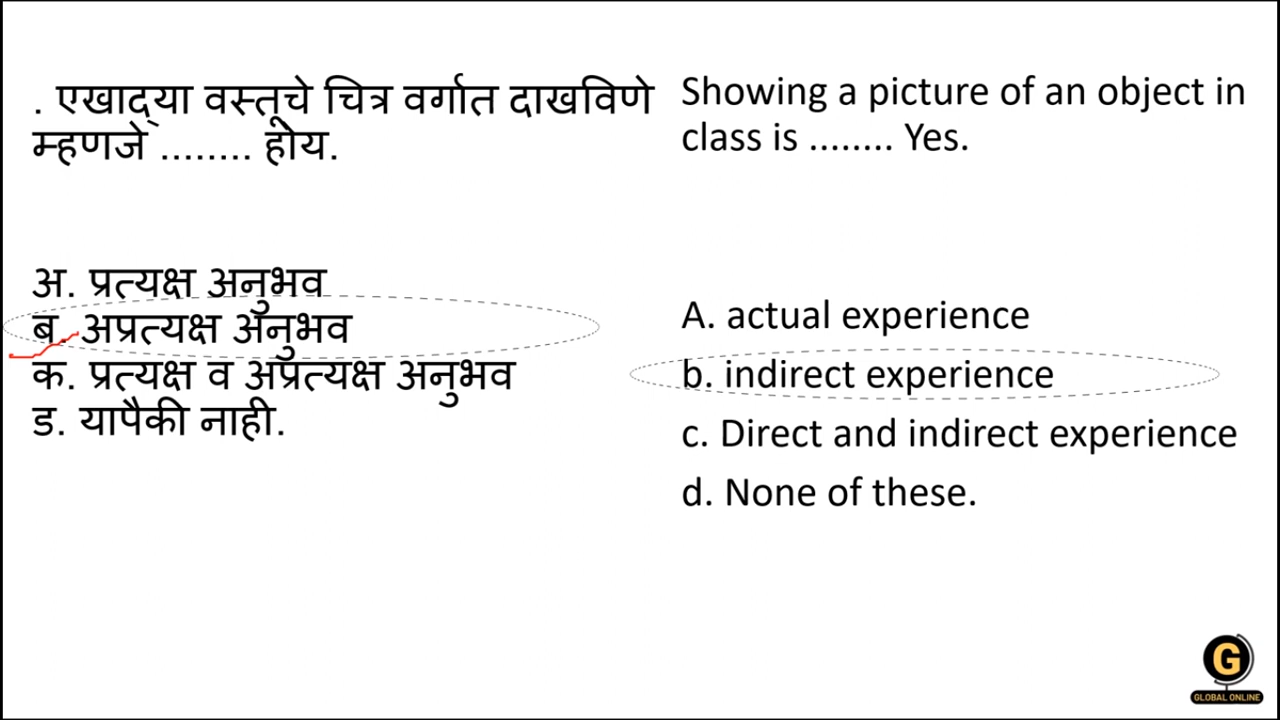 . एखाद्या वस्तूचे चित्र वर्गात दाखविणे
म्हणजे ........ होय.
अ. प्रत्यक्ष अनुभव
ब. अप्रत्यक्ष अनुभव
क. प्रत्यक्ष व अप्रत्यक्ष अनुभव
ड. यापैकी नाही.
Showing a picture of an object in
class is ........ Yes.
A. actual experience
b. indirect experience
c. Direct and indirect experience
d. None of these.
G
GLOBAL ONLINE